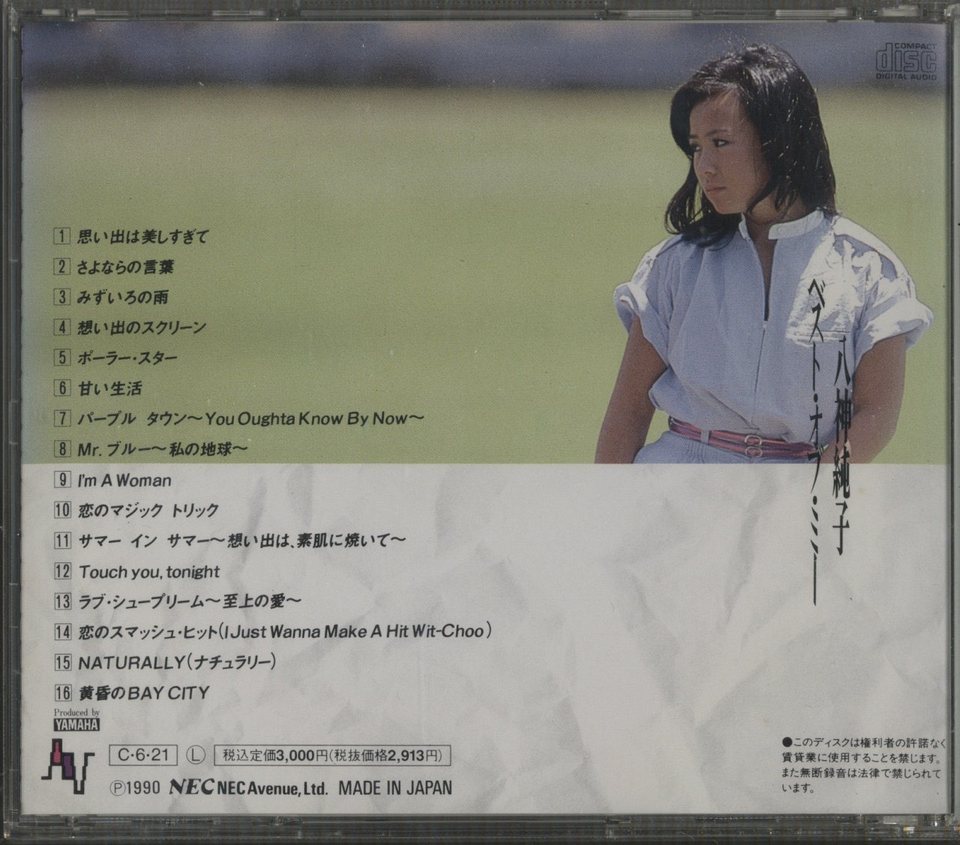 COMPACT
disc
DIGITAL AUDIO
1 思い出は美しすぎて
2 さよならの言葉
3 みずいろの雨
4 想い出のスクリーン
5 ポーラー・スター
6 甘い生活
7 パープル タウン〜You Oughta Know By Now〜
8 Mr. ブルー〜私の地球〜
9 I'm A Woman
10 恋のマジック トリック
11 サマー イン サマー〜想い出は、素肌に焼いて〜
12 Touch you, tonight
13 ラブ・シュープリーム〜至上の愛〜
14 恋のスマッシュ・ヒット(I Just Wanna Make A Hit Wit-Choo)
15 NATURALLY(ナチュラリー)
16 黄昏のBAY CITY
八神純子
ベスト・オブ・ミー
Produced by
YAMAHA
C・6・21 Ⓛ 税込定価3,000円(税抜価格2,913円)
Ⓟ1990 NEC NEC Avenue, Ltd. MADE IN JAPAN
●このディスクは権利者の許諾なく
賃貸業に使用することを禁じます。
また無断録音は法律で禁じられて
います。